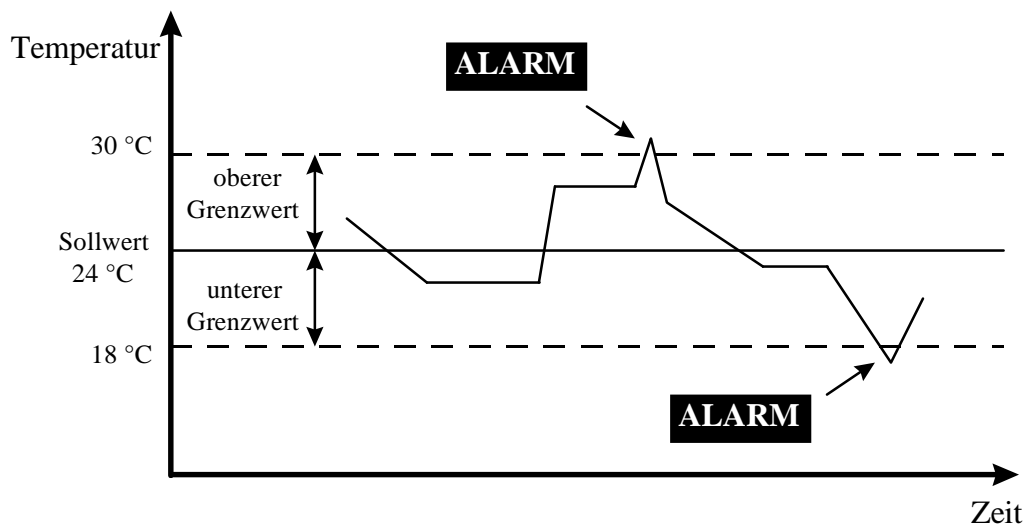 Temperatur
ALARM
30 °C
oberer
Grenzwert
Sollwert
24 °C
unterer
Grenzwert
18 °C
ALARM
Zeit